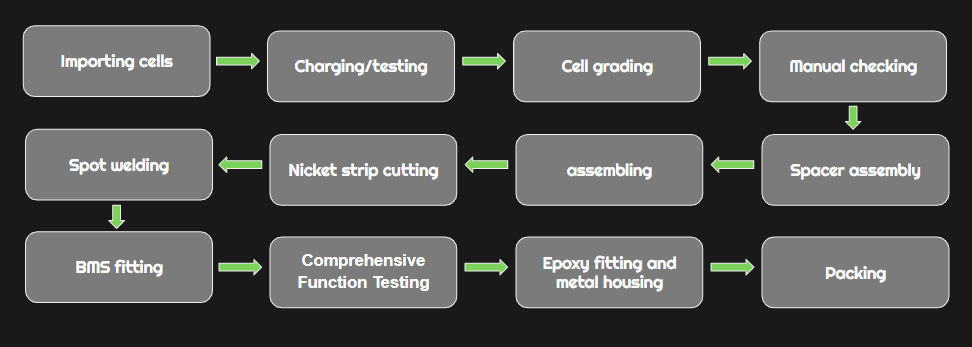 Importing cells
Charging/testing
Cell grading
Manual checking
Spacer assembly
assembling
Nicket strip cutting
Spot welding
BMS fitting
Comprehensive
Function Testing
Epoxy fitting and
metal housing
Packing